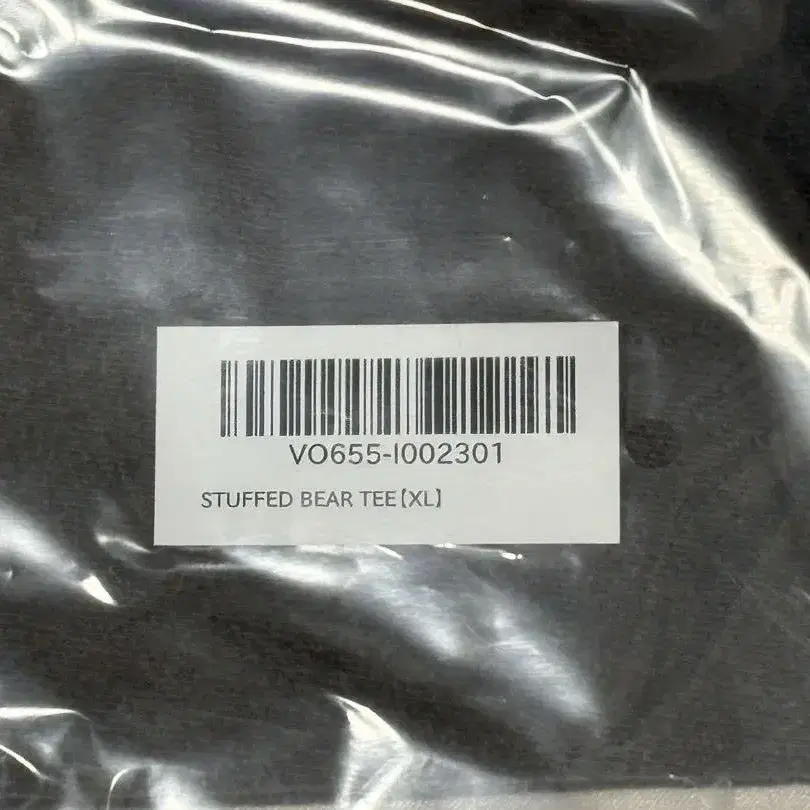 VO655-I002301
STUFFED BEAR TEE【XL】